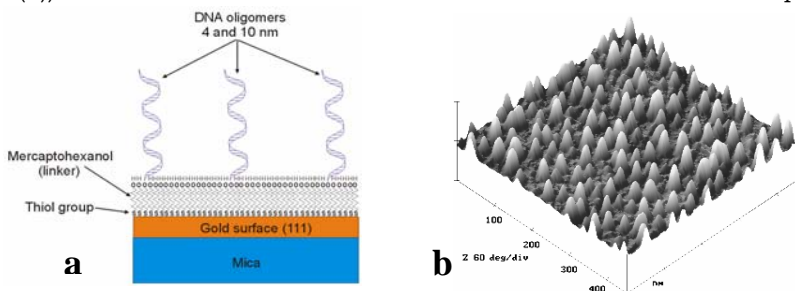 DNA oligomers
4 and 10 nm
Mercaptohexanol
(linker)
Thiol group
Gold surface (111)
Mica
a
b
100
200
300
400
Z 60 deg/div
nm